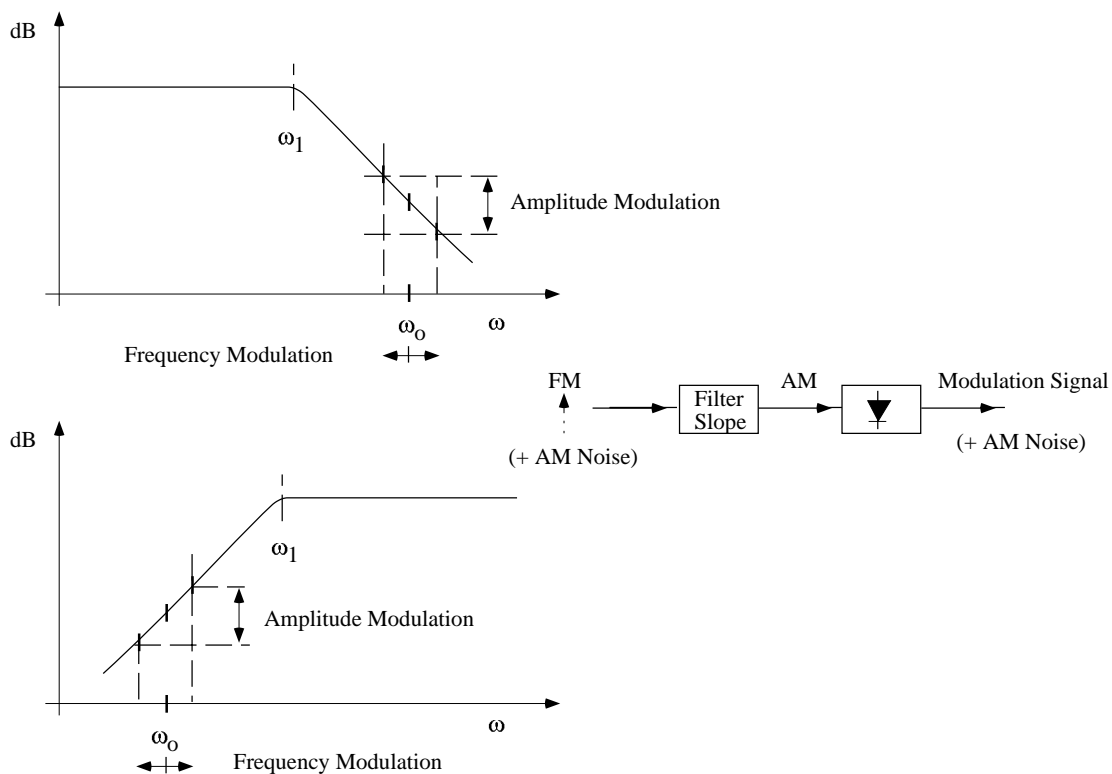 dB
ω1
Amplitude Modulation
ωo
ω
Frequency Modulation
FM
AM
Modulation Signal
Filter
Slope
(+ AM Noise)
(+ AM Noise)
dB
ω1
Amplitude Modulation
ωo
ω
Frequency Modulation